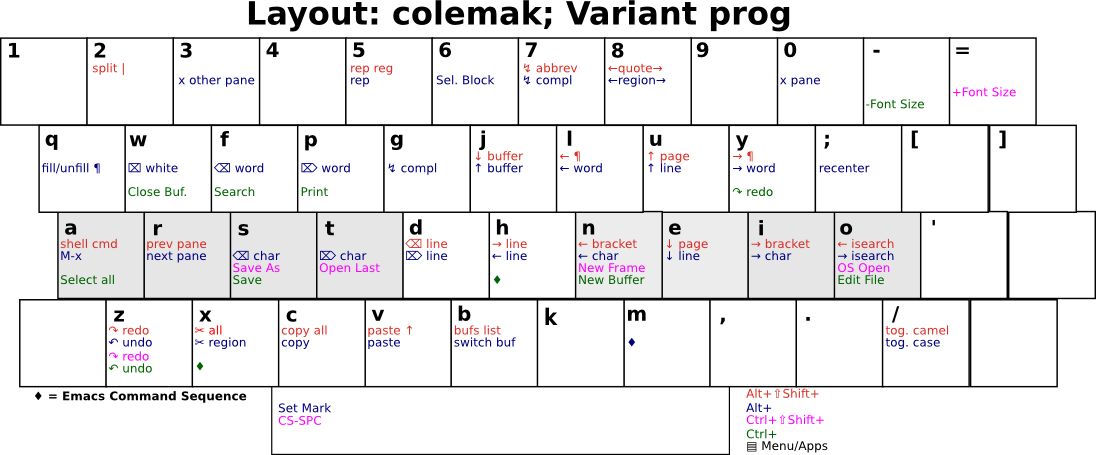 Layout: colemak; Variant prog
1
2
split |
3
x other pane
4
5
rep reg
rep
6
Sel. Block
7
↯ abbrev
↯ compl
8
←quote→
←region→
9
0
x pane
-
-Font Size
=
+Font Size
q
fill/unfill ¶
w
⌧ white
Close Buf.
f
⌫ word
Search
p
⌦ word
Print
g
↯ compl
j
↓ buffer
↑ buffer
l
← ¶
← word
u
↑ page
↑ line
y
→ ¶
→ word
↷ redo
;
recenter
[
]
a
shell cmd
M-x
Select all
r
prev pane
next pane
s
⌫ char
Save As
Save
t
⌦ char
Open Last
d
⌫ line
⌦ line
h
→ line
← line
♦
n
← bracket
← char
New Frame
New Buffer
e
↓ page
↓ line
i
→ bracket
→ char
o
← isearch
→ isearch
OS Open
Edit File
'
z
↷ redo
↶ undo
↷ redo
↶ undo
x
✂ all
✂ region
♦
c
copy all
copy
v
paste ↑
paste
b
bufs list
switch buf
k
m
♦
,
.
/
tog. camel
tog. case
♦ = Emacs Command Sequence
Set Mark
CS-SPC
Alt+⇧Shift+
Alt+
Ctrl+⇧Shift+
Ctrl+
▤ Menu/Apps